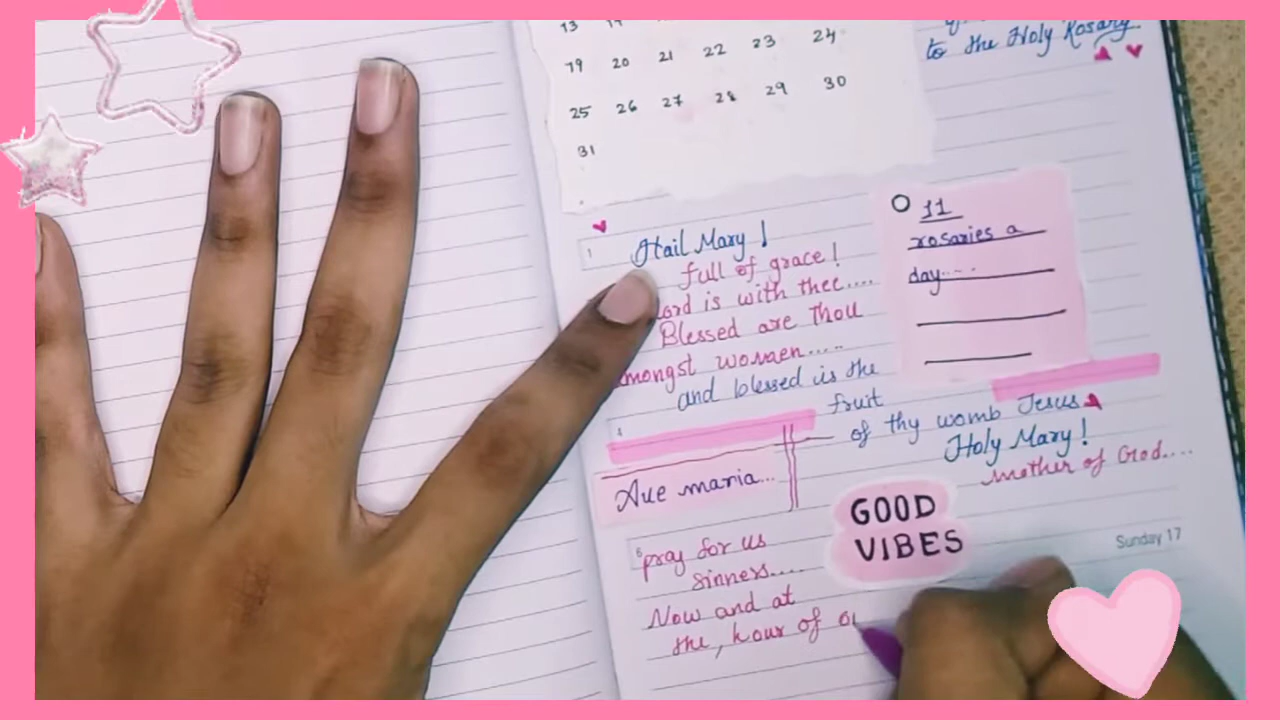 13
19 20 21 22 23 24
25 26 27 28 29 30
31
to the Holy Rosary
Hail Mary!
full of grace!
Lord is with thee....
Blessed are Thou
amongst women.....
and blessed is the
fruit
of thy womb Jesus
Holy Mary!
mother of God....
11
rosaries a
day....
Ave maria...
GOOD
VIBES
Sunday 17
pray for us
sinners....
Now and at
the, hour of